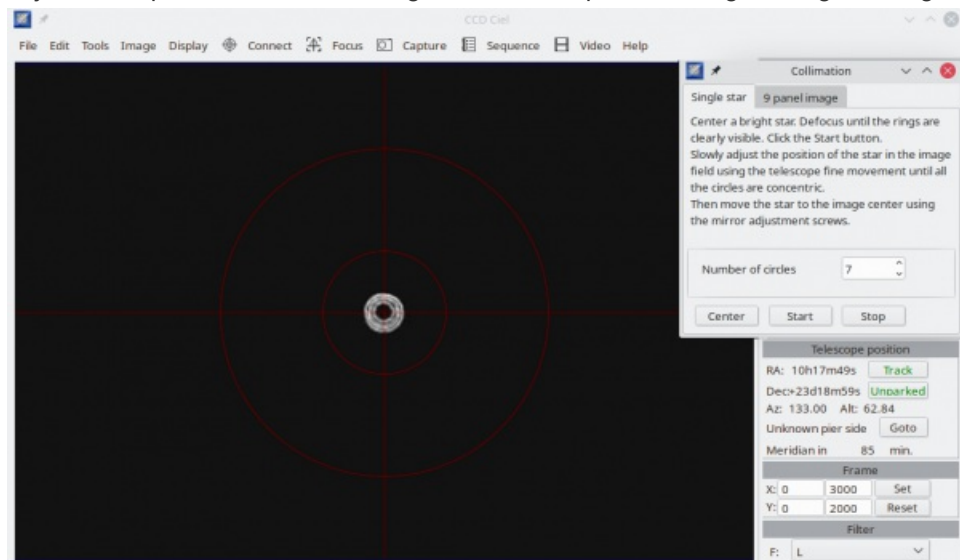 CCD Ciel
File Edit Tools Image Display Connect Focus Capture Sequence Video Help
Collimation
Single star 9 panel image
Center a bright star. Defocus until the rings are
clearly visible. Click the Start button.
Slowly adjust the position of the star in the image
field using the telescope fine movement until all
the circles are concentric.
Then move the star to the image center using
the mirror adjustment screws.
Number of circles 7
Center Start Stop
Telescope position
RA: 10h17m49s Track
Dec:+23d18m59s Unparked
Az: 133.00 Alt: 62.84
Unknown pier side Goto
Meridian in 85 min.
Frame
X: 0 3000 Set
Y: 0 2000 Reset
Filter
F: L